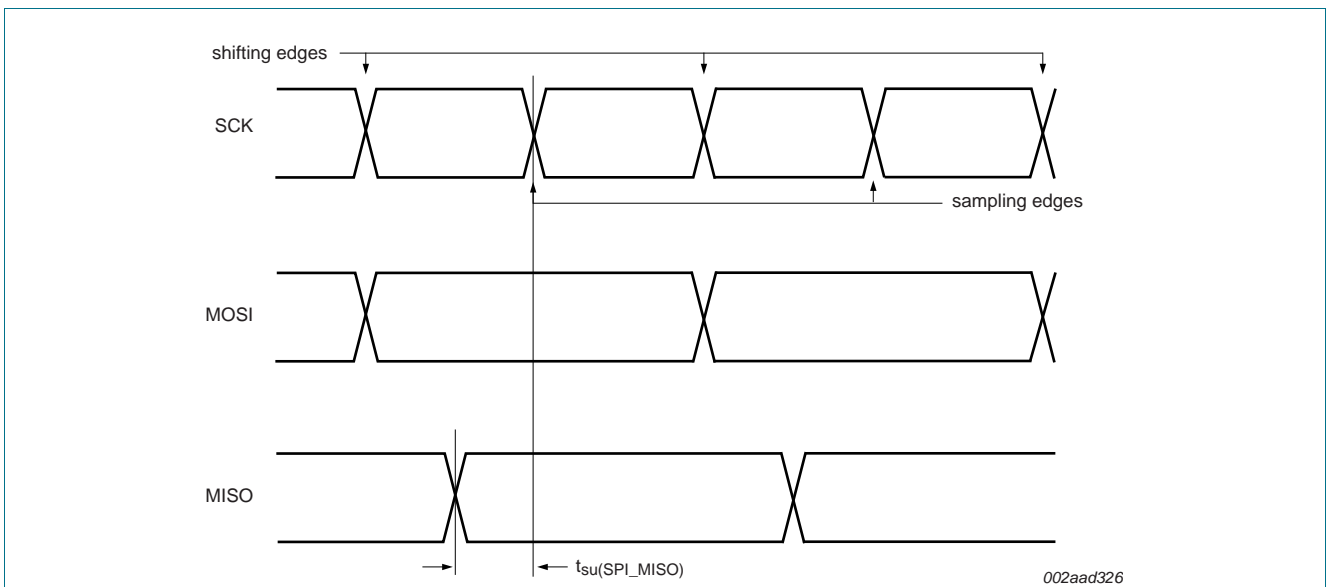 shifting edges
SCK
sampling edges
MOSI
MISO
tsu(SPI_MISO)
002aad326